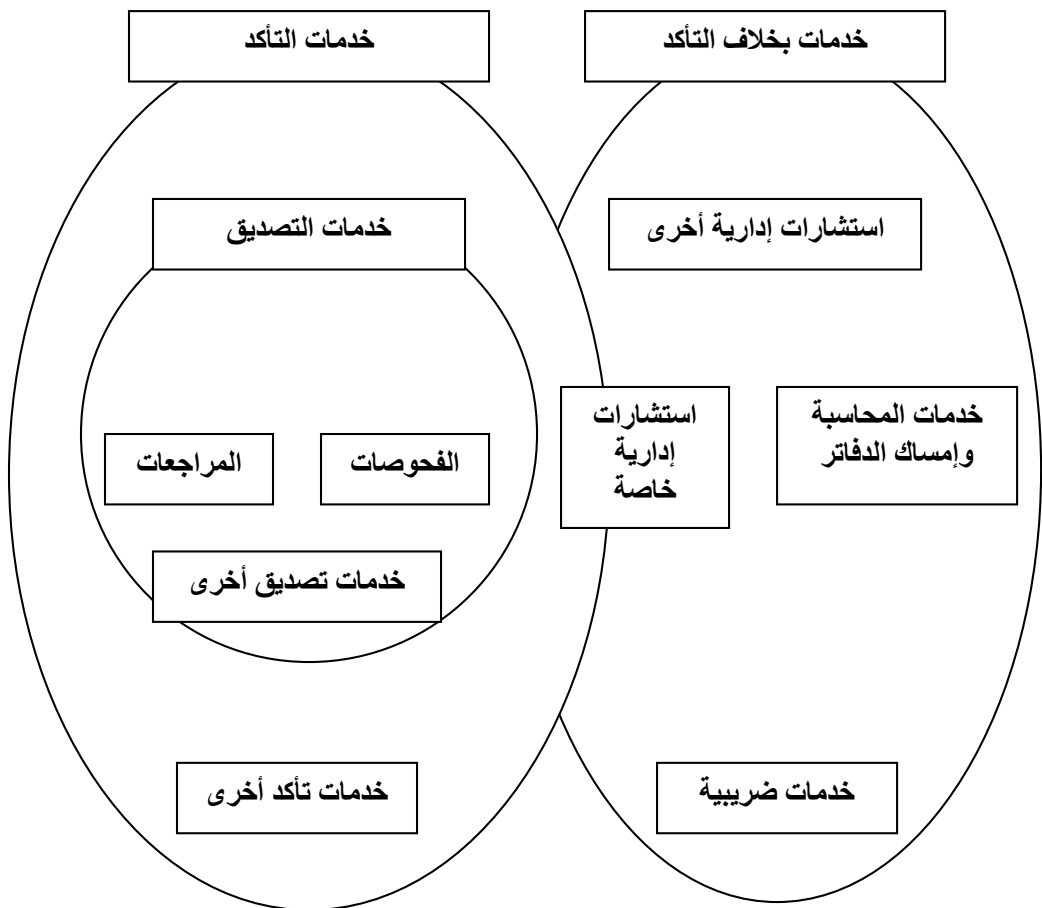 خدمات بخلاف التأكد
خدمات التأكد
استشارات إدارية أخرى
خدمات التصديق
خدمات المحاسبة
وإمساك الدفاتر
استشارات
إدارية
خاصة
الفحوصات
المراجعات
خدمات تصديق أخرى
خدمات ضريبية
خدمات تأكد أخرى